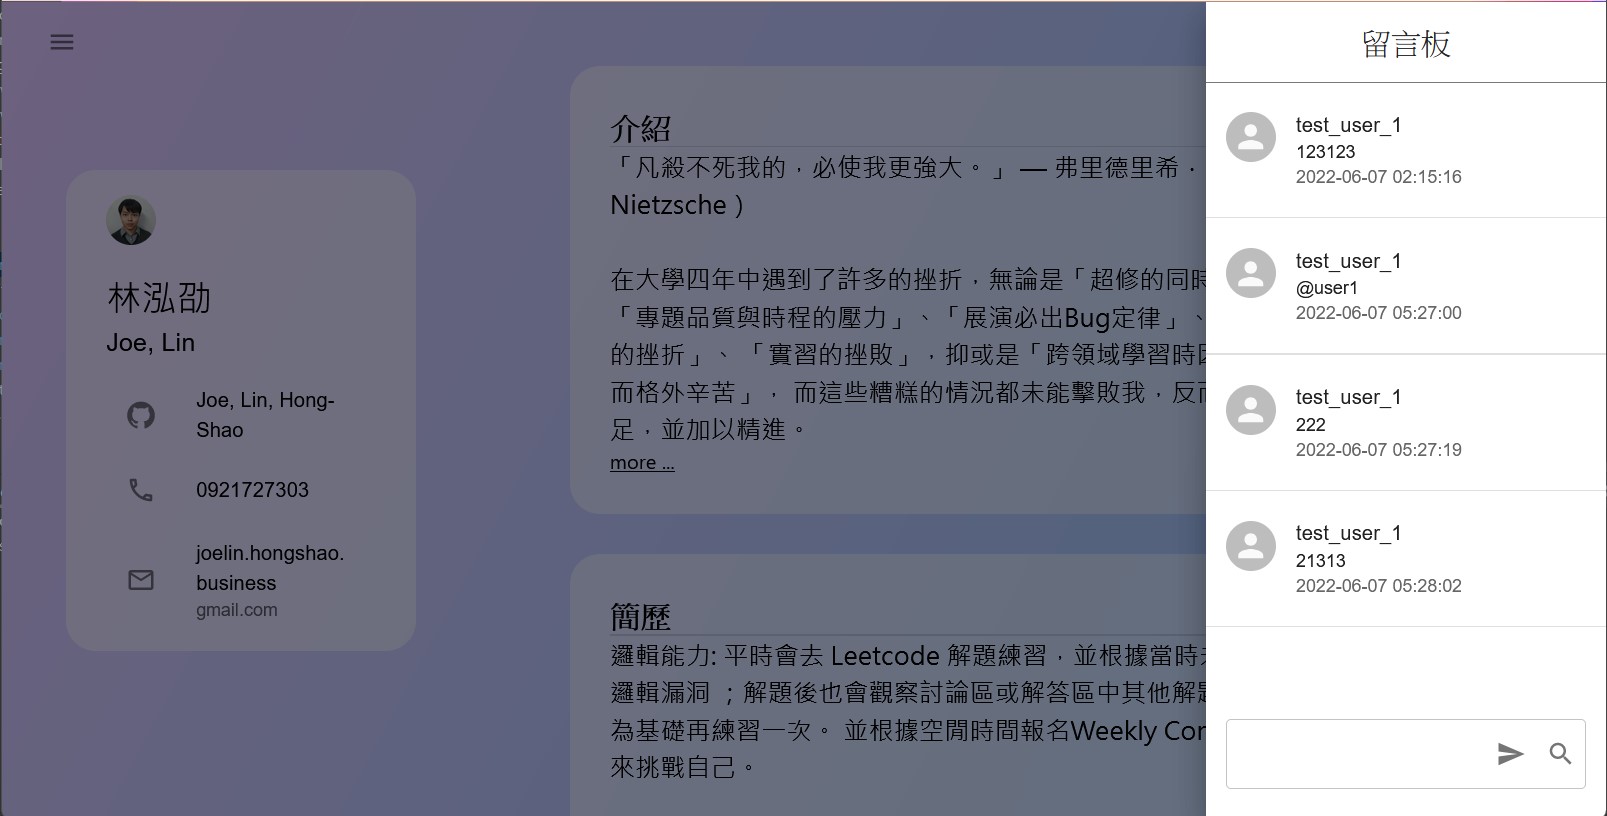 林泓劭
Joe, Lin
Joe, Lin, Hong-
Shao
0921727303
joelin.hongshao.
business
gmail.com
介紹
「凡殺不死我的，必使我更強大。」 — 弗里德里希．
Nietzsche )
在大學四年中遇到了許多的挫折，無論是「超修的同時
「專題品質與時程的壓力」、「展演必出Bug定律」、
的挫折」、 「實習的挫敗」，抑或是「跨領域學習時因
而格外辛苦」， 而這些糟糕的情況都未能擊敗我，反而
足，並加以精進。
more ...
簡歷
邏輯能力: 平時會去 Leetcode 解題練習，並根據當時
邏輯漏洞 ；解題後也會觀察討論區或解答區中其他解題
為基礎再練習一次。 並根據空閒時間報名Weekly Con
來挑戰自己。
留言板
test_user_1
123123
2022-06-07 02:15:16
test_user_1
@user1
2022-06-07 05:27:00
test_user_1
222
2022-06-07 05:27:19
test_user_1
21313
2022-06-07 05:28:02